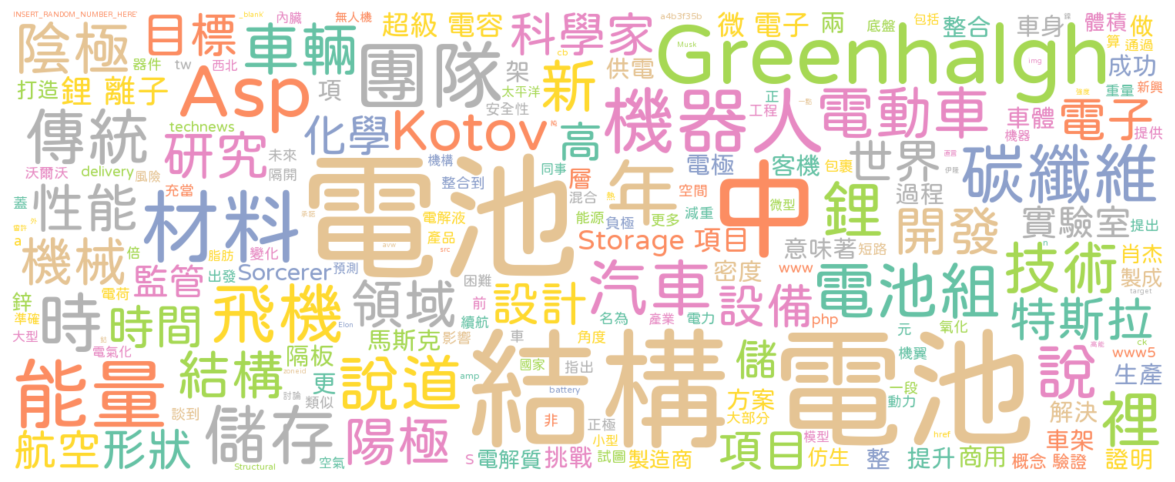 INSERT_RANDOM_NUMBER_HERE'
_blank'
內臟
無人機
超級 電容
科學家
a4b3f35b
微 電子
兩
底盤
包括
整合
車身
體積
做
陰極
目標
車輛
團隊
Musk
Greenhalgh
算
通過
器件
tw
西北
架
cb
供電
img
成功
打造
鋰 離子
Asp
項
新
太平洋
安全性
正
工程
一點
重量
新興
傳統
technews
研究
化學
Kotov
高
機器人
電動車
車體
機器
電子
提供
沃爾沃
delivery
未來
隔開
風險
充當
機構
整合到
同事
層
混合
電極
空間
客機
包裹
世界
過程
碳纖維
蓋
性能
材料
電池
年
中
微型
鋰
開發
實驗室
提出
電解液
產品
能源
負極
更多
減重
Storage 項目
意味著
短路
a
機械
倍
脂肪
變化
監管
出發
Sorcerer
預測
src
困難
汽車
密度
www
設備
電池組
n
技術
肖杰
製成
target
鋅
電荷
準確
大型
時
時間
飛機
Elon
領域
前
續航
設計
名為
產業
電力
php
元
氧化
特斯拉
電氣化
結構
隔板
馬斯克
影響
車
角度
國家
指出
儲
機翼
ck
www5
能量
更
類似
說道
amp
battery
結構
電池
一段
動力
說
生產
談到
討論
儲存
陽極
非
正極
小型
方案
大部分
解決
裡
航空
形狀
Structural
空氣
S
電解質
挑戰
試圖
製造商
項目
模型
仿生
整
href
提升
商用
車架
概念
驗證
證明